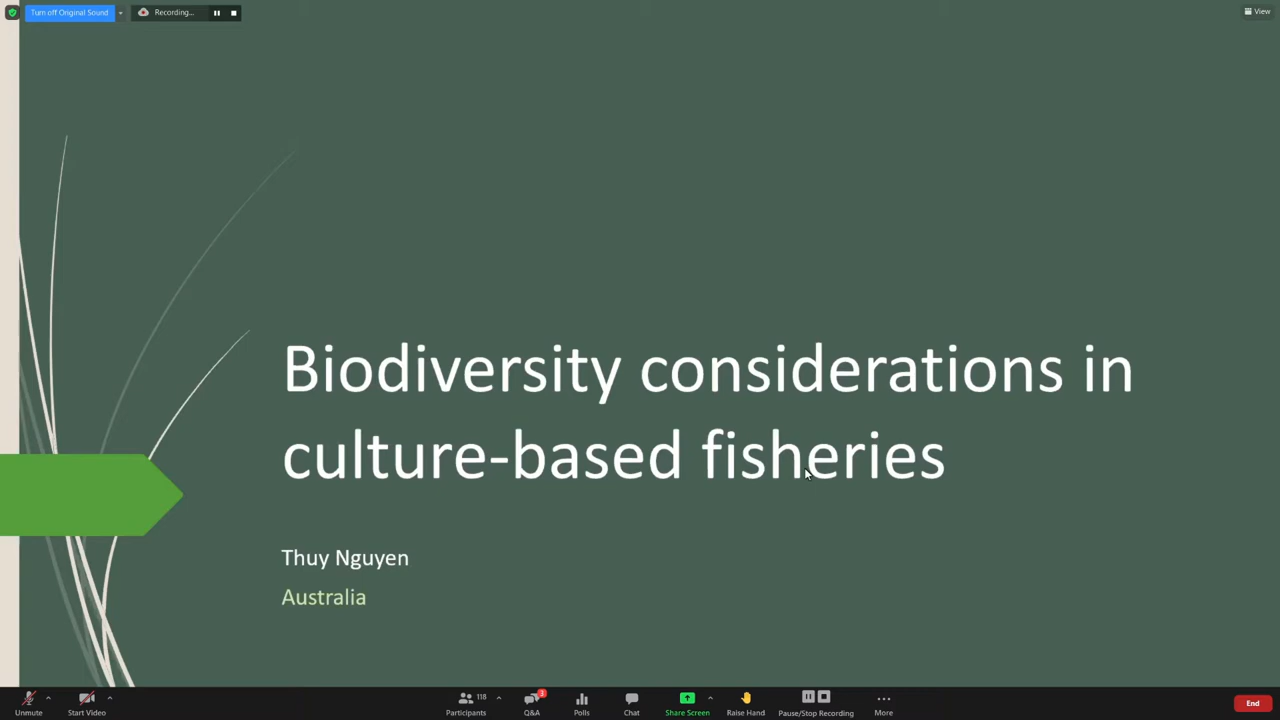 Turn off Original Sound
Recording...
View
Biodiversity considerations in
culture-based fisheries
Thuy Nguyen
Australia
Unmute
Start Video
118
Participants
3
Q&A
Polls
Chat
Share Screen
Raise Hand
Pause/Stop Recording
More
End